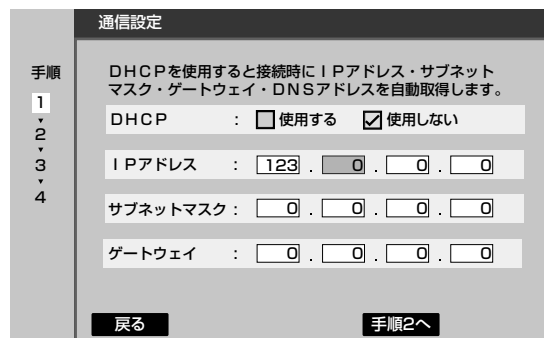 通信設定
手順
1
2
3
4
DHCPを使用すると接続時にIPアドレス・サブネット
マスク・ゲートウェイ・DNSアドレスを自動取得します。
DHCP : 使用する 使用しない
IPアドレス : 123 . 0 . 0 . 0
サブネットマスク : 0 . 0 . 0 . 0
ゲートウェイ : 0 . 0 . 0 . 0
戻る 手順2へ